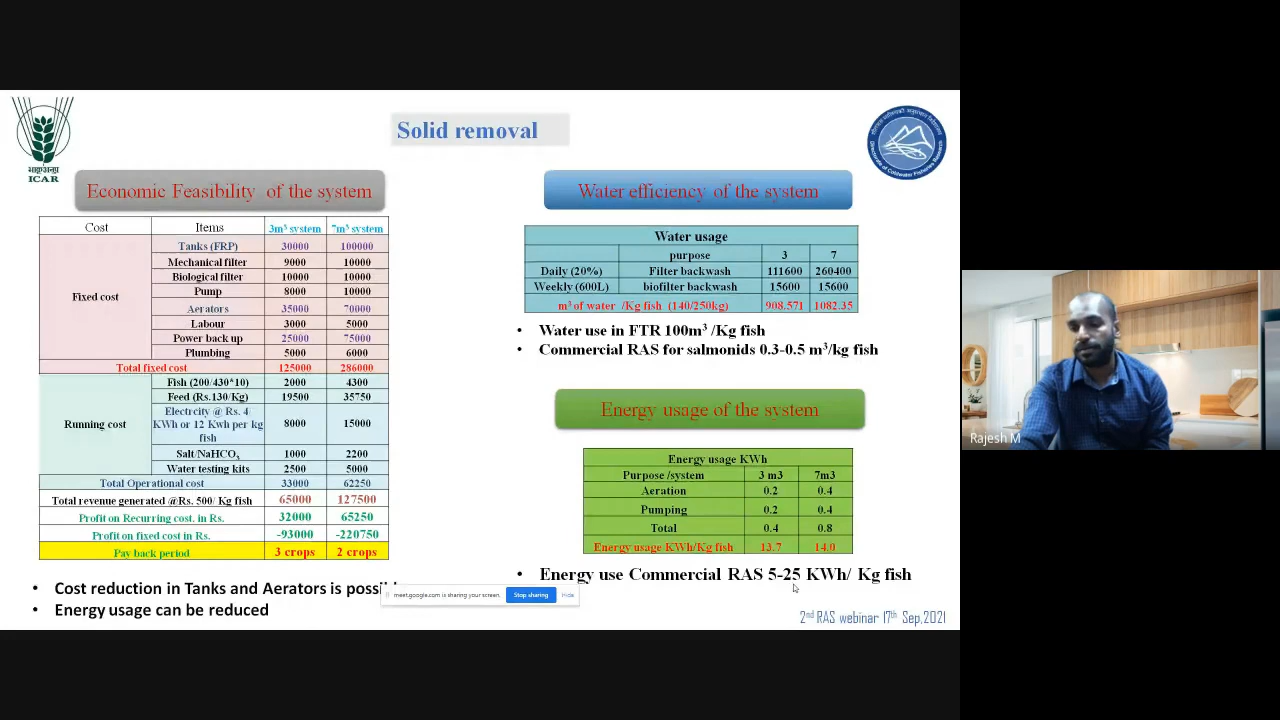 Solid removal
भाकृअनुप
ICAR
Economic Feasibility of the system
Cost Items 3m³ system 7m³ system
Fixed cost
Tanks (FRP) 30000 100000
Mechanical filter 9000 10000
Biological filter 10000 10000
Pump 8000 10000
Aerators 35000 70000
Labour 3000 5000
Power back up 25000 75000
Plumbing 5000 6000
Total fixed cost 125000 286000
Running cost
Fish (200/430*10) 2000 4300
Feed (Rs.130/Kg) 19500 35750
Electrcity @ Rs. 4/
KWh or 12 Kwh per kg
fish 8000 15000
Salt/NaHCO₃ 1000 2200
Water testing kits 2500 5000
Total Operational cost 33000 62250
Total revenue generated @Rs. 500/ Kg fish 65000 127500
Profit on Recurring cost. in Rs. 32000 65250
Profit on fixed cost in Rs. -93000 -220750
Pay back period 3 crops 2 crops
• Cost reduction in Tanks and Aerators is possi
• Energy usage can be reduced
Water efficiency of the system
Water usage
purpose 3 7
Daily (20%) Filter backwash 111600 260400
Weekly (600L) biofilter backwash 15600 15600
m³ of water /Kg fish (140/250kg) 908.571 1082.35
• Water use in FTR 100m³ /Kg fish
• Commercial RAS for salmonids 0.3-0.5 m³/kg fish
Energy usage of the system
Energy usage KWh
Purpose /system 3 m3 7m3
Aeration 0.2 0.4
Pumping 0.2 0.4
Total 0.4 0.8
Energy usage KWh/Kg fish 13.7 14.0
• Energy use Commercial RAS 5-25 KWh/ Kg fish
meet.google.com is sharing your screen. Stop sharing Hide
2nd RAS webinar 17th Sep,2021
Directorate of Coldwater Fisheries Research
Rajesh M